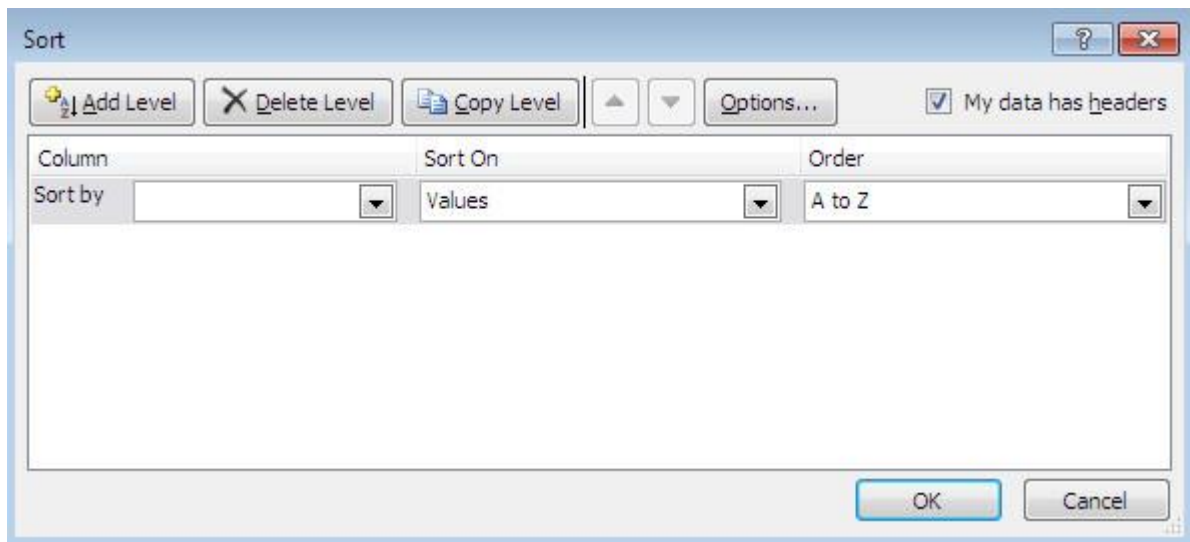 Sort
Add Level Delete Level Copy Level Options... My data has headers
Column Sort On Order
Sort by Values A to Z
OK Cancel